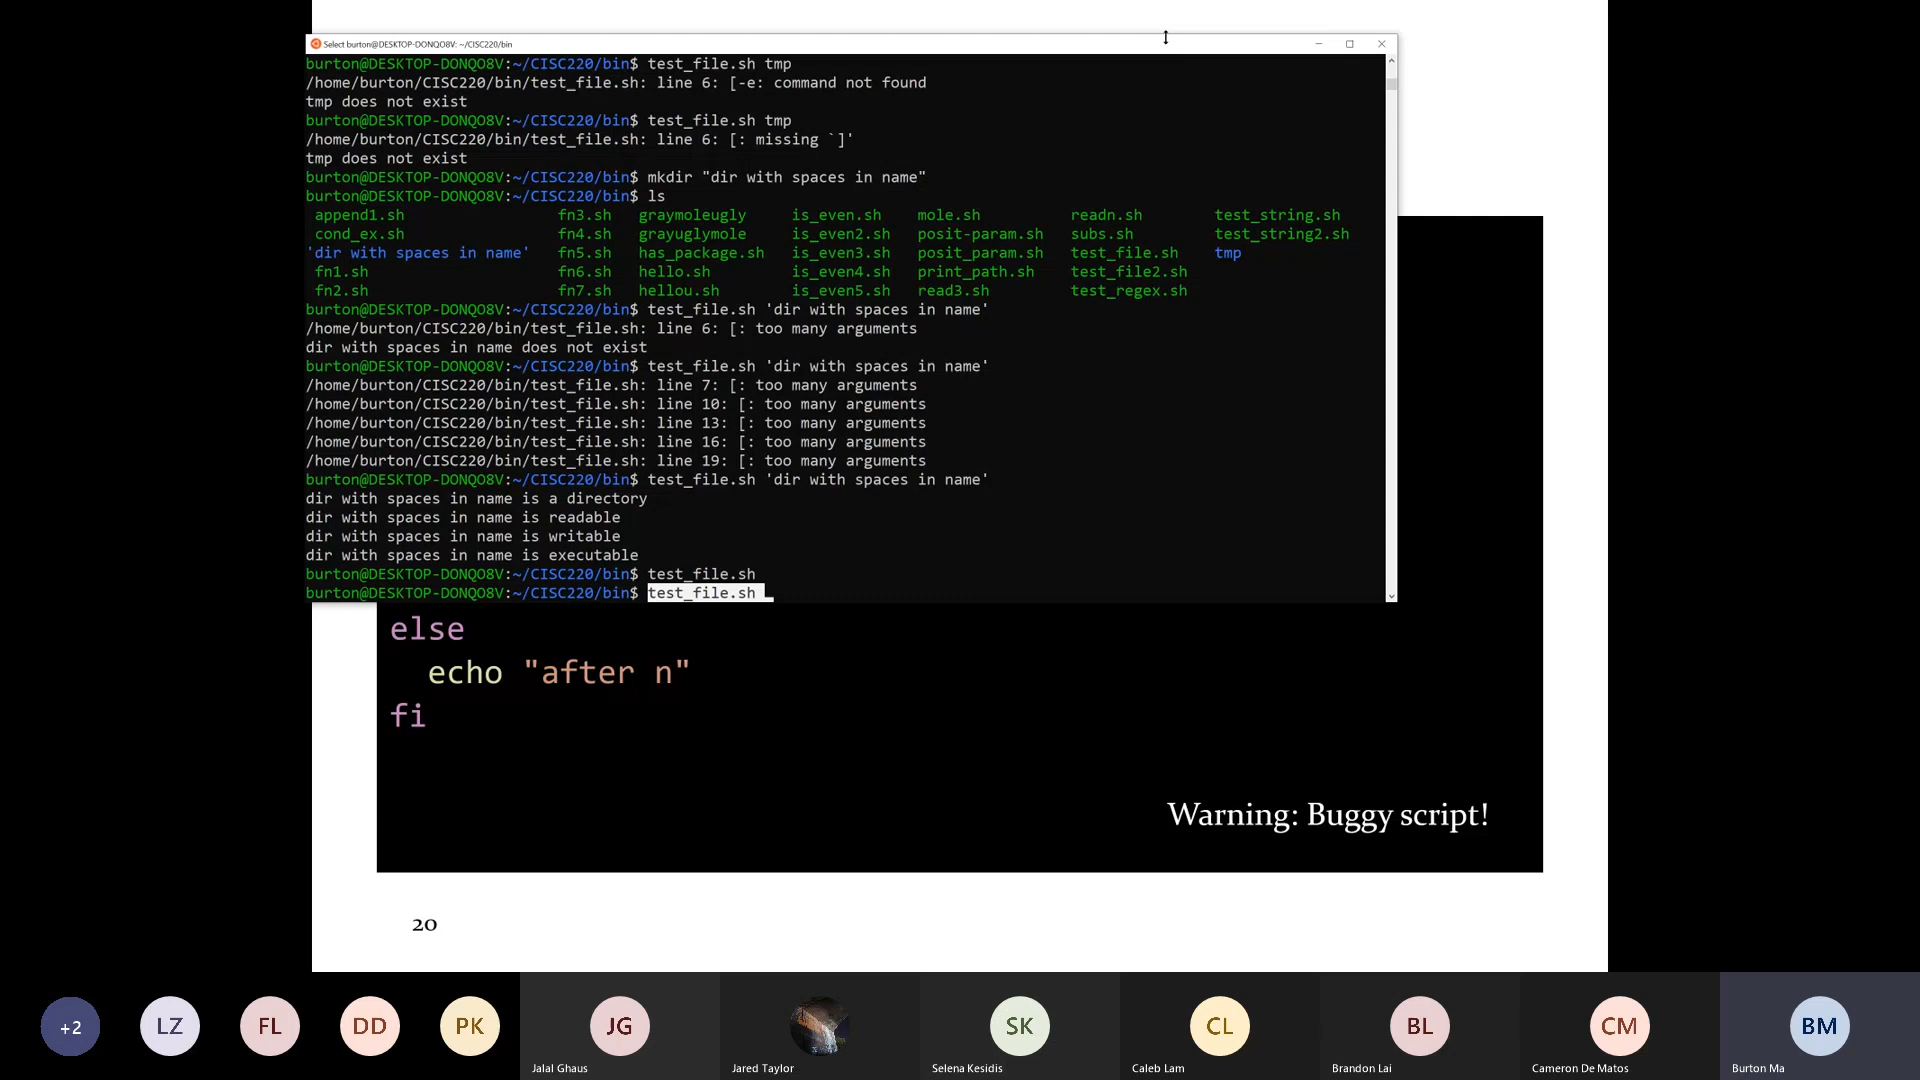 Select burton@DESKTOP-DONQO8V: ~/CISC220/bin
burton@DESKTOP-DONQO8V:~/CISC220/bin$ test_file.sh tmp
/home/burton/CISC220/bin/test_file.sh: line 6: [-e: command not found
tmp does not exist
burton@DESKTOP-DONQO8V:~/CISC220/bin$ test_file.sh tmp
/home/burton/CISC220/bin/test_file.sh: line 6: [: missing `]'
tmp does not exist
burton@DESKTOP-DONQO8V:~/CISC220/bin$ mkdir "dir with spaces in name"
burton@DESKTOP-DONQO8V:~/CISC220/bin$ ls
append1.sh fn3.sh graymoleugly is_even.sh mole.sh readn.sh test_string.sh
cond_ex.sh fn4.sh grayuglymole is_even2.sh posit-param.sh subs.sh test_string2.sh
'dir with spaces in name' fn5.sh has_package.sh is_even3.sh posit_param.sh test_file.sh tmp
fn1.sh fn6.sh hello.sh is_even4.sh print_path.sh test_file2.sh
fn2.sh fn7.sh hellou.sh is_even5.sh read3.sh test_regex.sh
burton@DESKTOP-DONQO8V:~/CISC220/bin$ test_file.sh 'dir with spaces in name'
/home/burton/CISC220/bin/test_file.sh: line 6: [: too many arguments
dir with spaces in name does not exist
burton@DESKTOP-DONQO8V:~/CISC220/bin$ test_file.sh 'dir with spaces in name'
/home/burton/CISC220/bin/test_file.sh: line 7: [: too many arguments
/home/burton/CISC220/bin/test_file.sh: line 10: [: too many arguments
/home/burton/CISC220/bin/test_file.sh: line 13: [: too many arguments
/home/burton/CISC220/bin/test_file.sh: line 16: [: too many arguments
/home/burton/CISC220/bin/test_file.sh: line 19: [: too many arguments
burton@DESKTOP-DONQO8V:~/CISC220/bin$ test_file.sh 'dir with spaces in name'
dir with spaces in name is a directory
dir with spaces in name is readable
dir with spaces in name is writable
dir with spaces in name is executable
burton@DESKTOP-DONQO8V:~/CISC220/bin$ test_file.sh
burton@DESKTOP-DONQO8V:~/CISC220/bin$ test_file.sh _
else
echo "after n"
fi
Warning: Buggy script!
20
+2 LZ FL DD PK JG SK CL BL CM BM
Jalal Ghaus Jared Taylor Selena Kesidis Caleb Lam Brandon Lai Cameron De Matos Burton Ma